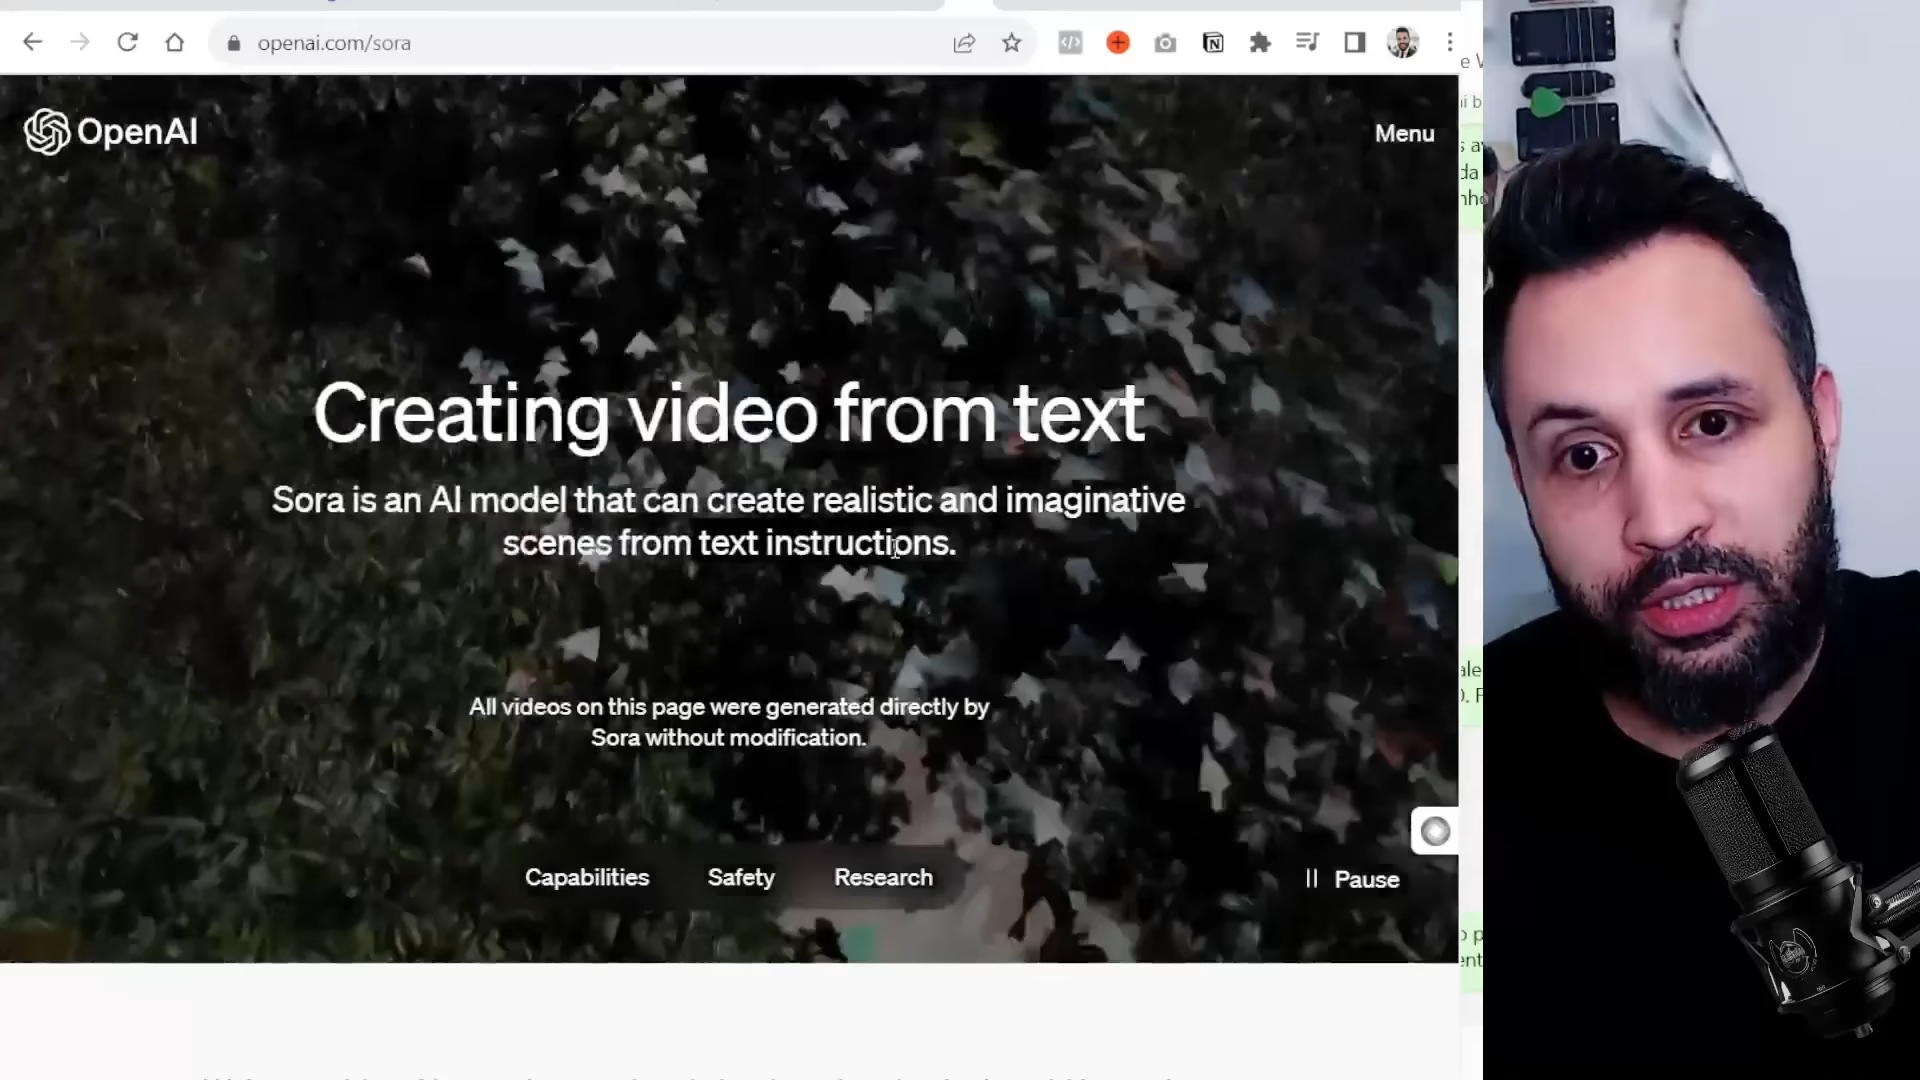 openai.com/sora
OpenAI
Menu
Creating video from text
Sora is an AI model that can create realistic and imaginative
scenes from text instructions.
All videos on this page were generated directly by
Sora without modification.
Capabilities
Safety
Research
Pause